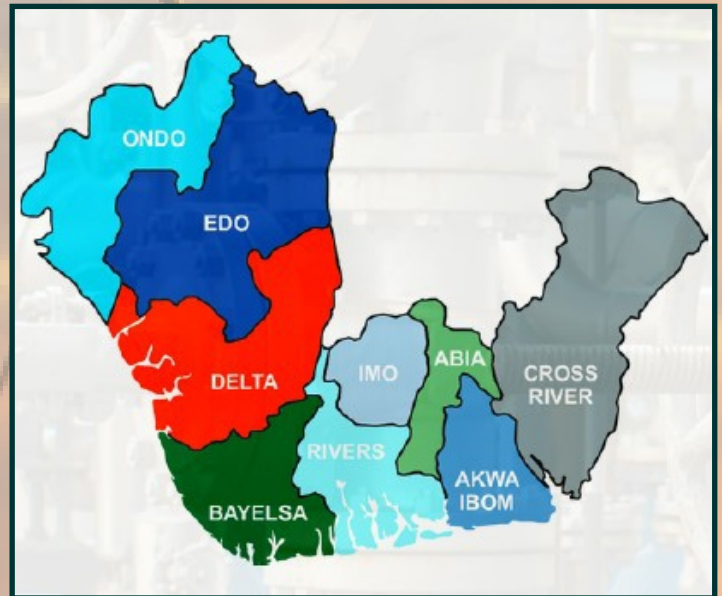 ONDO
EDO
DELTA
IMO
ABIA
CROSS
RIVER
RIVERS
AKWA
IBOM
BAYELSA